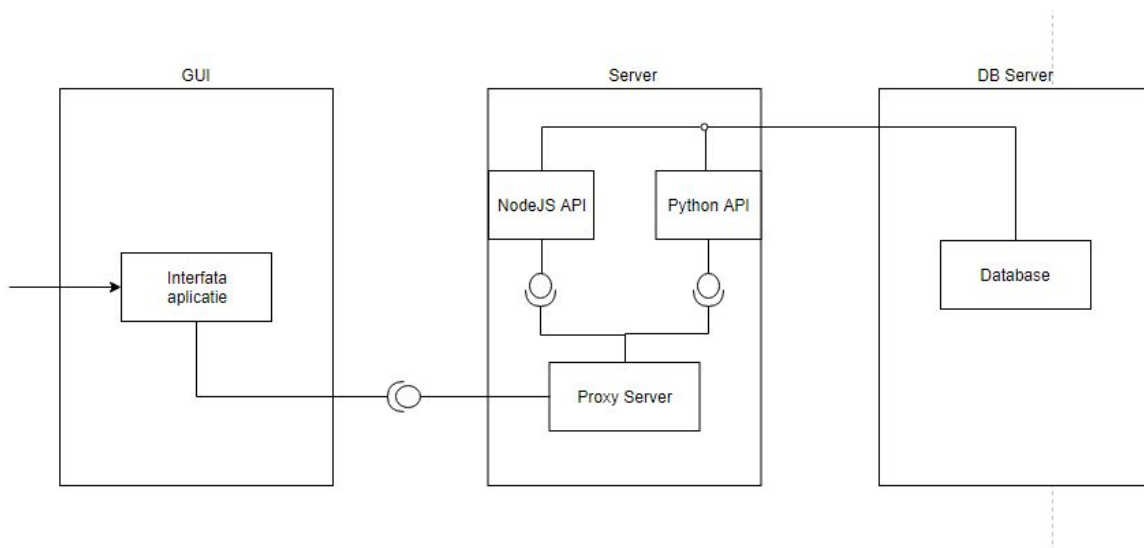 GUI
Server
DB Server
NodeJS API
Python API
Interfata
aplicatie
Database
Proxy Server